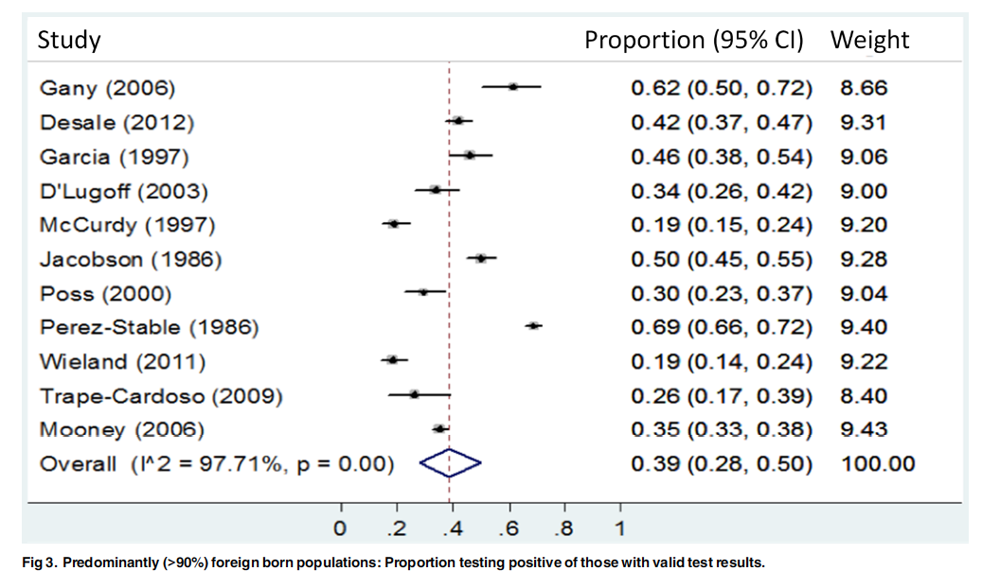 Study Proportion (95% CI) Weight
Gany (2006) 0.62 (0.50, 0.72) 8.66
Desale (2012) 0.42 (0.37, 0.47) 9.31
Garcia (1997) 0.46 (0.38, 0.54) 9.06
D'Lugoff (2003) 0.34 (0.26, 0.42) 9.00
McCurdy (1997) 0.19 (0.15, 0.24) 9.20
Jacobson (1986) 0.50 (0.45, 0.55) 9.28
Poss (2000) 0.30 (0.23, 0.37) 9.04
Perez-Stable (1986) 0.69 (0.66, 0.72) 9.40
Wieland (2011) 0.19 (0.14, 0.24) 9.22
Trape-Cardoso (2009) 0.26 (0.17, 0.39) 8.40
Mooney (2006) 0.35 (0.33, 0.38) 9.43
Overall (I^2 = 97.71%, p = 0.00) 0.39 (0.28, 0.50) 100.00
0 .2 .4 .6 .8 1
Fig 3. Predominantly (>90%) foreign born populations: Proportion testing positive of those with valid test results.